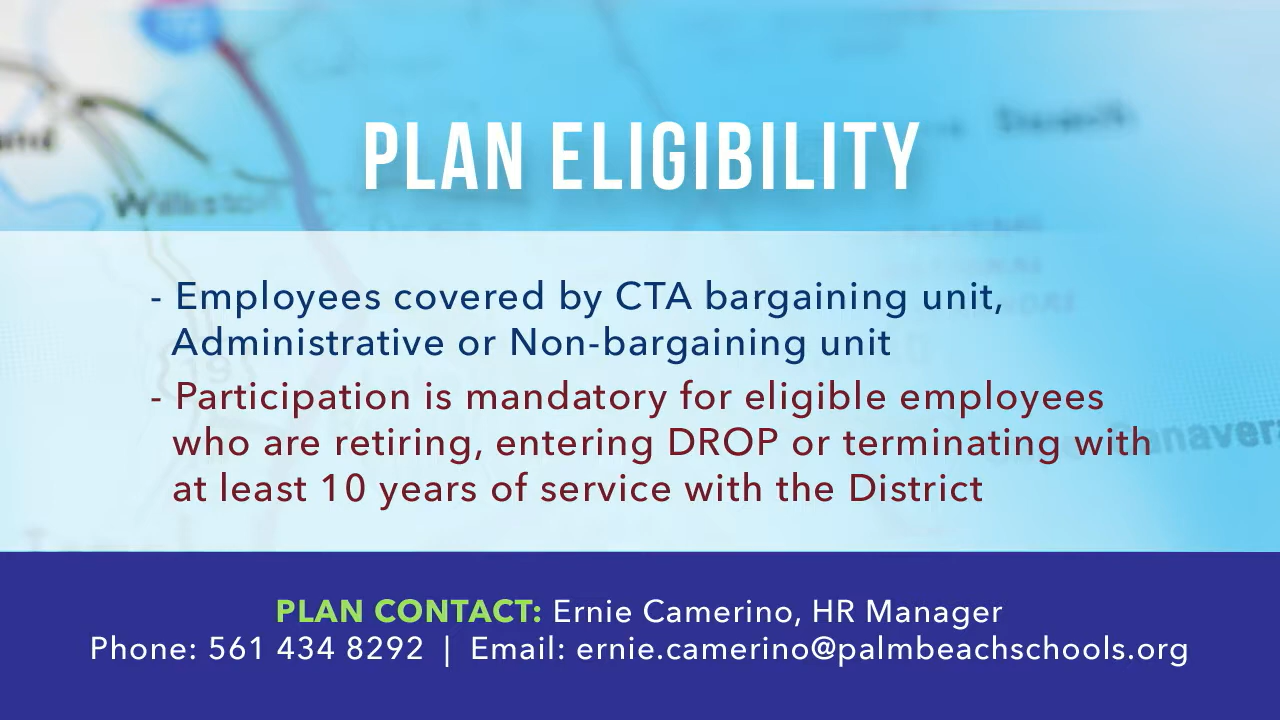 PLAN ELIGIBILITY
- Employees covered by CTA bargaining unit,
Administrative or Non-bargaining unit
- Participation is mandatory for eligible employees
who are retiring, entering DROP or terminating with
at least 10 years of service with the District
PLAN CONTACT: Ernie Camerino, HR Manager
Phone: 561 434 8292 | Email: ernie.camerino@palmbeachschools.org
Williston